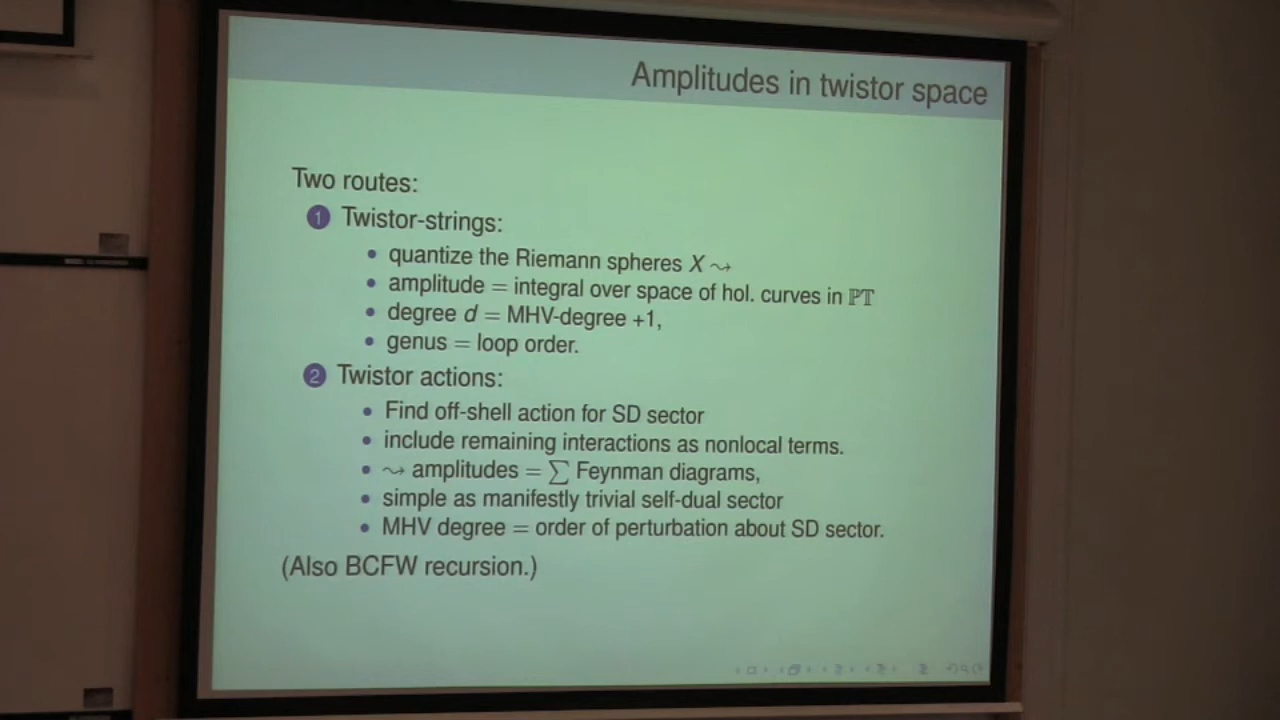 Amplitudes in twistor space
Two routes:
1 Twistor-strings:
• quantize the Riemann spheres X ⤳
• amplitude = integral over space of hol. curves in ℙ𝕋
• degree d = MHV-degree +1,
• genus = loop order.
2 Twistor actions:
• Find off-shell action for SD sector
• include remaining interactions as nonlocal terms.
• ⤳ amplitudes = ∑ Feynman diagrams,
• simple as manifestly trivial self-dual sector
• MHV degree = order of perturbation about SD sector.
(Also BCFW recursion.)